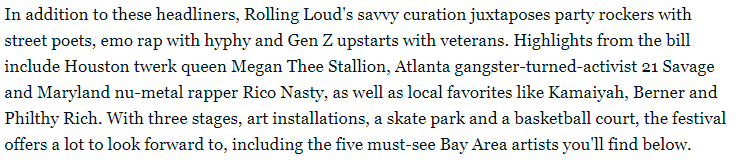 In addition to these headliners, Rolling Loud's savvy curation juxtaposes party rockers with
street poets, emo rap with hyphy and Gen Z upstarts with veterans. Highlights from the bill
include Houston twerk queen Megan Thee Stallion, Atlanta gangster-turned-activist 21 Savage
and Maryland nu-metal rapper Rico Nasty, as well as local favorites like Kamaiyah, Berner and
Philthy Rich. With three stages, art installations, a skate park and a basketball court, the festival
offers a lot to look forward to, including the five must-see Bay Area artists you'll find below.